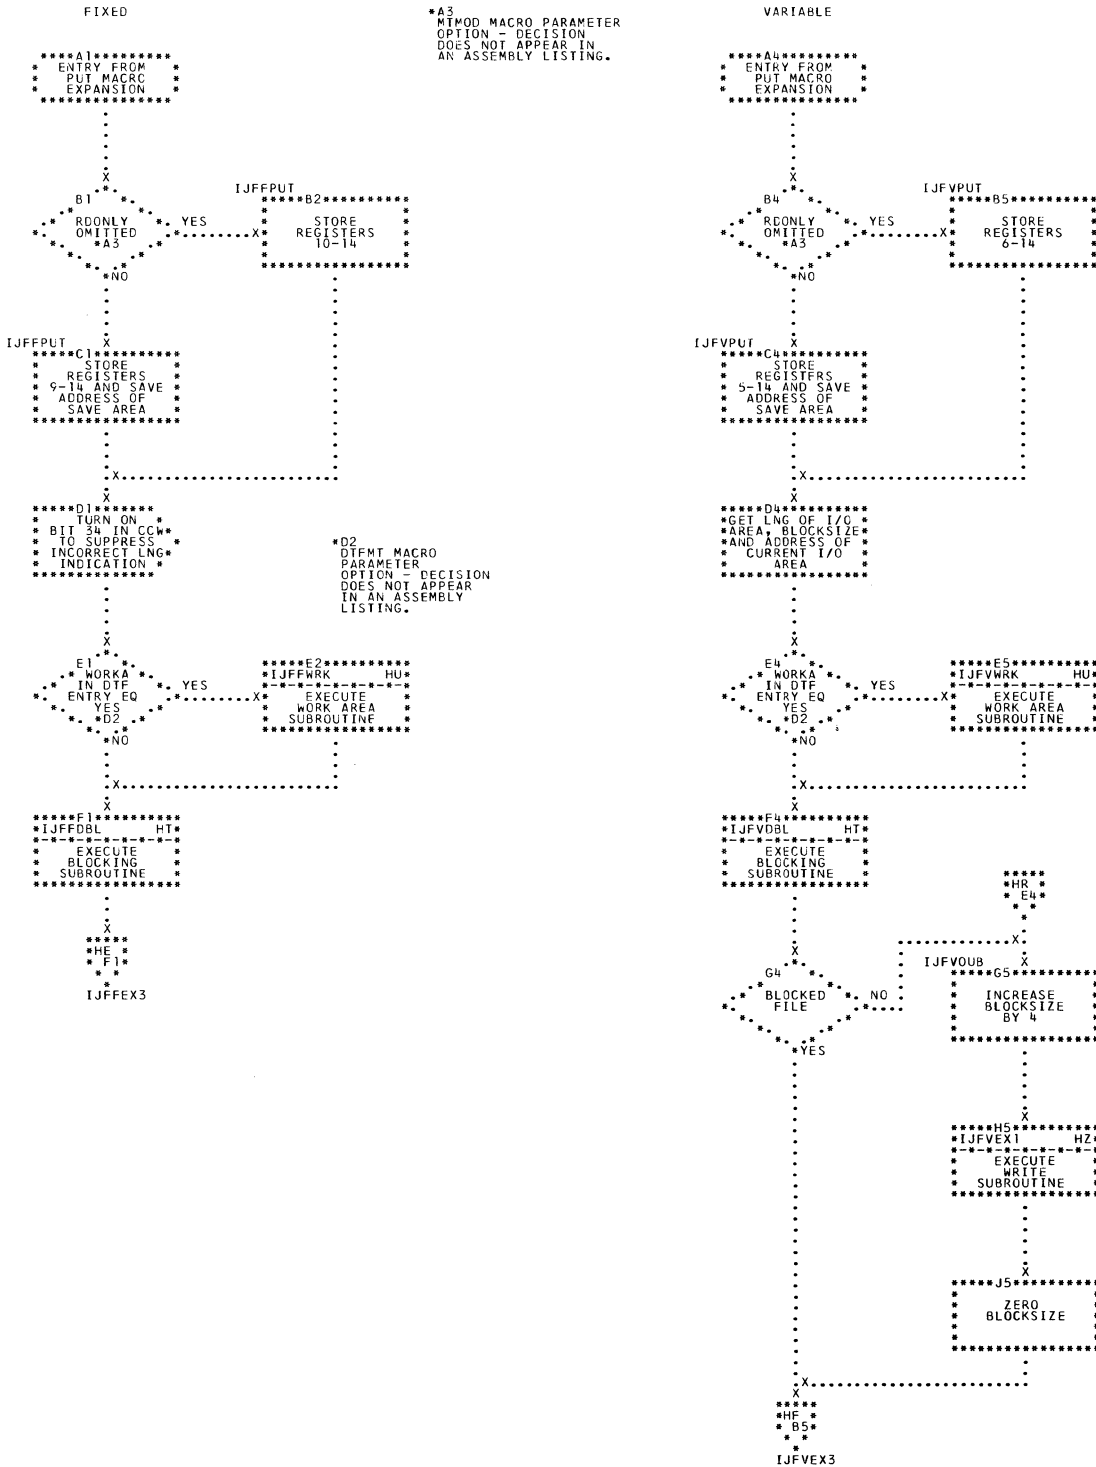 FIXED
*A3
MTMOD MACRO PARAMETER
OPTION - DECISION
DOES NOT APPEAR IN
AN ASSEMBLY LISTING.
VARIABLE
A1
ENTRY FROM
PUT MACRC
EXPANSION
A4
ENTRY FROM
PUT MACRO
EXPANSION
B1
RDONLY
OMITTED
*A3
YES
NO
IJFFPUT
B2
STORE
REGISTERS
10-14
B4
RDONLY
OMITTED
*A3
YES
NO
IJFVPUT
B5
STORE
REGISTERS
6-14
IJFFPUT
C1
STORE
REGISTERS
9-14 AND SAVE
ADDRESS OF
SAVE AREA
IJFVPUT
C4
STORE
REGISTERS
5-14 AND SAVE
ADDRESS OF
SAVE AREA
D1
TURN ON
BIT 34 IN CCW
TO SUPPRESS
INCORRECT LNG
INDICATION
*D2
DTFMT MACRO
PARAMETER
OPTION - DECISION
DOES NOT APPEAR
IN AN ASSEMBLY
LISTING.
D4
GET LNG OF I/O
AREA, BLOCKSIZE
AND ADDRESS OF
CURRENT I/O
AREA
E1
WORKA
IN DTF
ENTRY EQ
YES
*D2
YES
NO
E2
IJFFWRK HU
EXECUTE
WORK AREA
SUBROUTINE
E4
WORKA
IN DTF
ENTRY EQ
YES
*D2
YES
NO
E5
IJFVWRK HU
EXECUTE
WORK AREA
SUBROUTINE
F1
IJFFDBL HT
EXECUTE
BLOCKING
SUBROUTINE
F4
IJFVDBL HT
EXECUTE
BLOCKING
SUBROUTINE
HE
F1
IJFFEX3
HR
E4
G4
BLOCKED
FILE
NO
YES
IJFVOUB
G5
INCREASE
BLOCKSIZE
BY 4
H5
IJFVEX1 HZ
EXECUTE
WRITE
SUBROUTINE
J5
ZERO
BLOCKSIZE
HF
B5
IJFVEX3